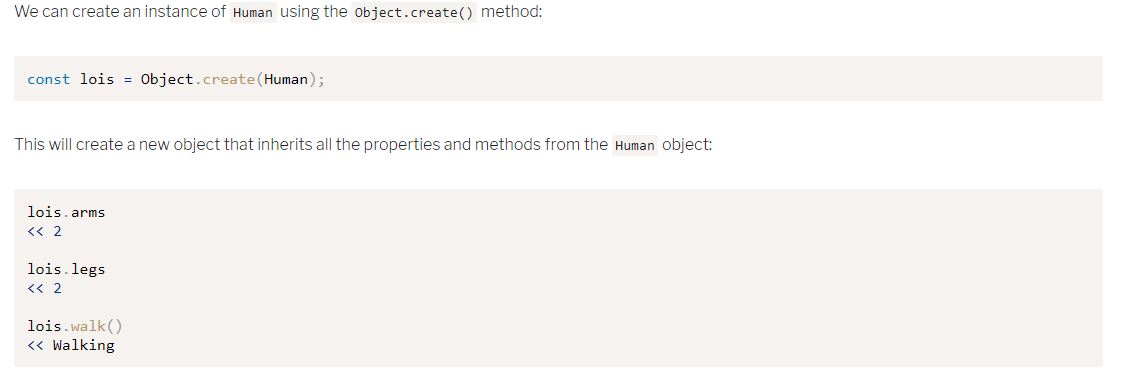 We can create an instance of Human using the Object.create() method:
const lois = Object.create(Human);
This will create a new object that inherits all the properties and methods from the Human object:
lois.arms
<< 2
lois.legs
<< 2
lois.walk()
<< Walking